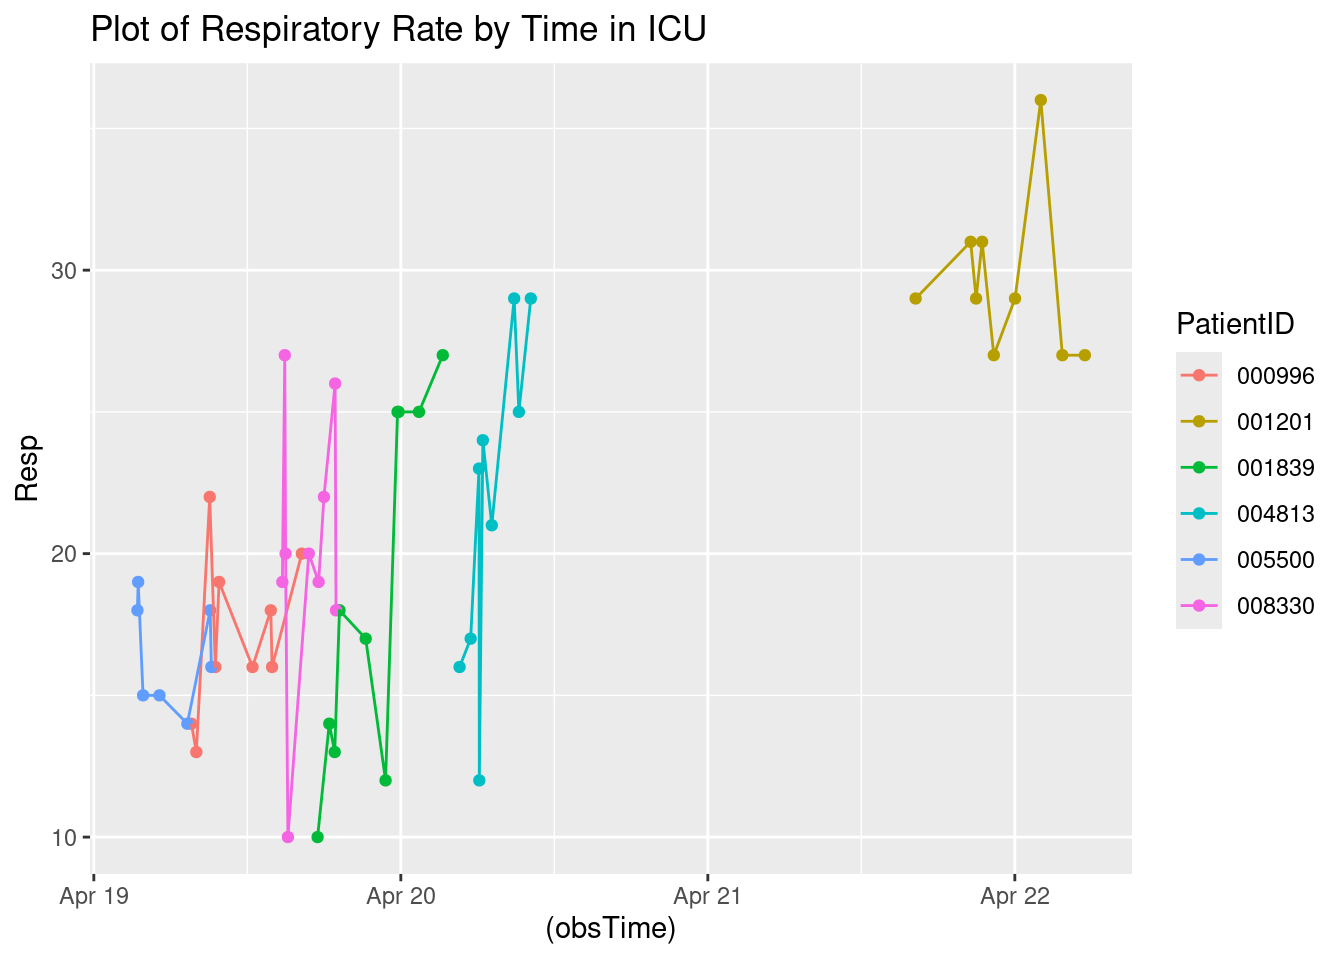 Plot of Respiratory Rate by Time in ICU
Resp
30
20
10
Apr 19
Apr 20
Apr 21
Apr 22
(obsTime)
PatientID
000996
001201
001839
004813
005500
008330